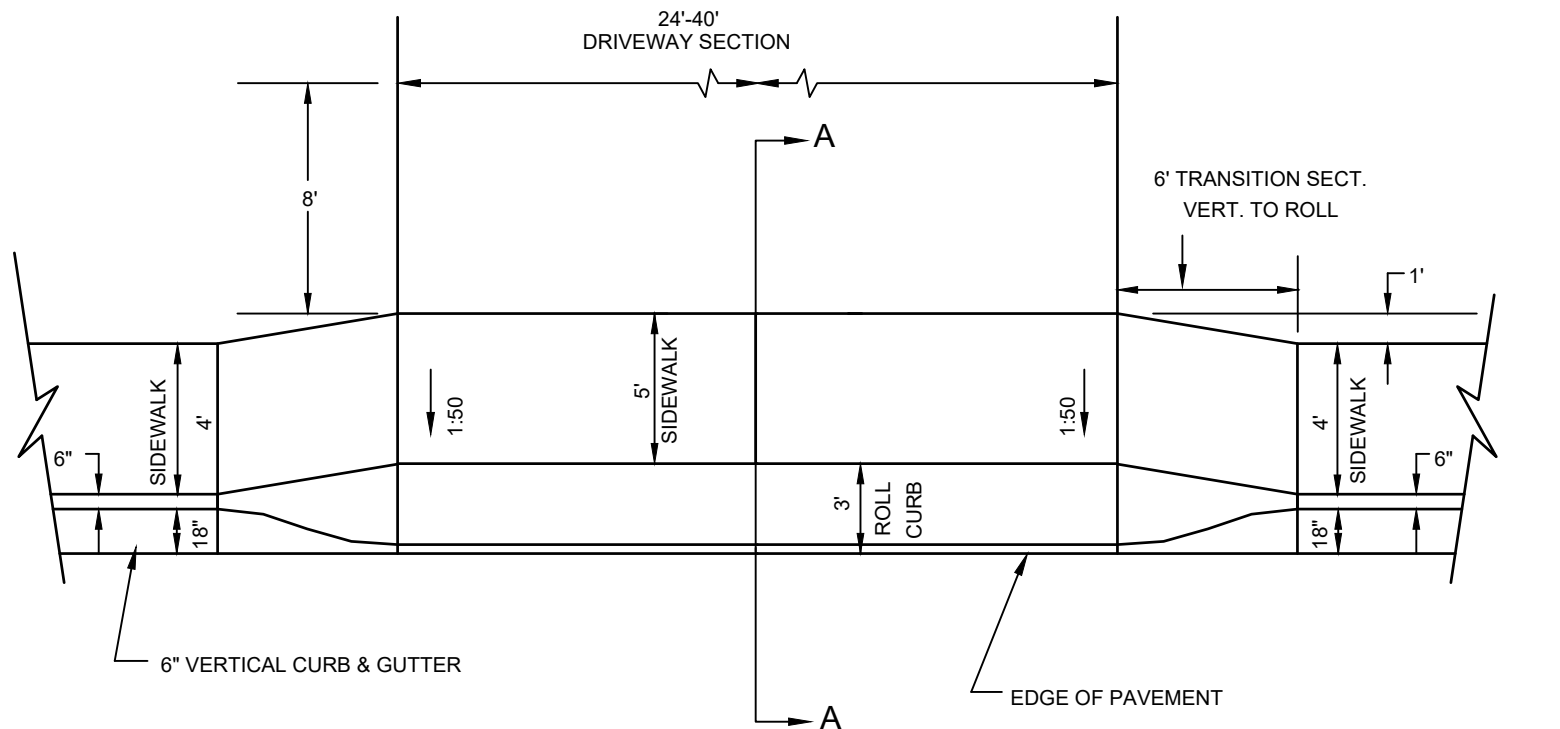 24'-40'
DRIVEWAY SECTION
A
6' TRANSITION SECT.
VERT. TO ROLL
8'
1'
SIDEWALK
4'
1:50
5'
SIDEWALK
1:50
4'
SIDEWALK
6"
6"
18"
3'
ROLL
CURB
18"
6" VERTICAL CURB & GUTTER
EDGE OF PAVEMENT
A